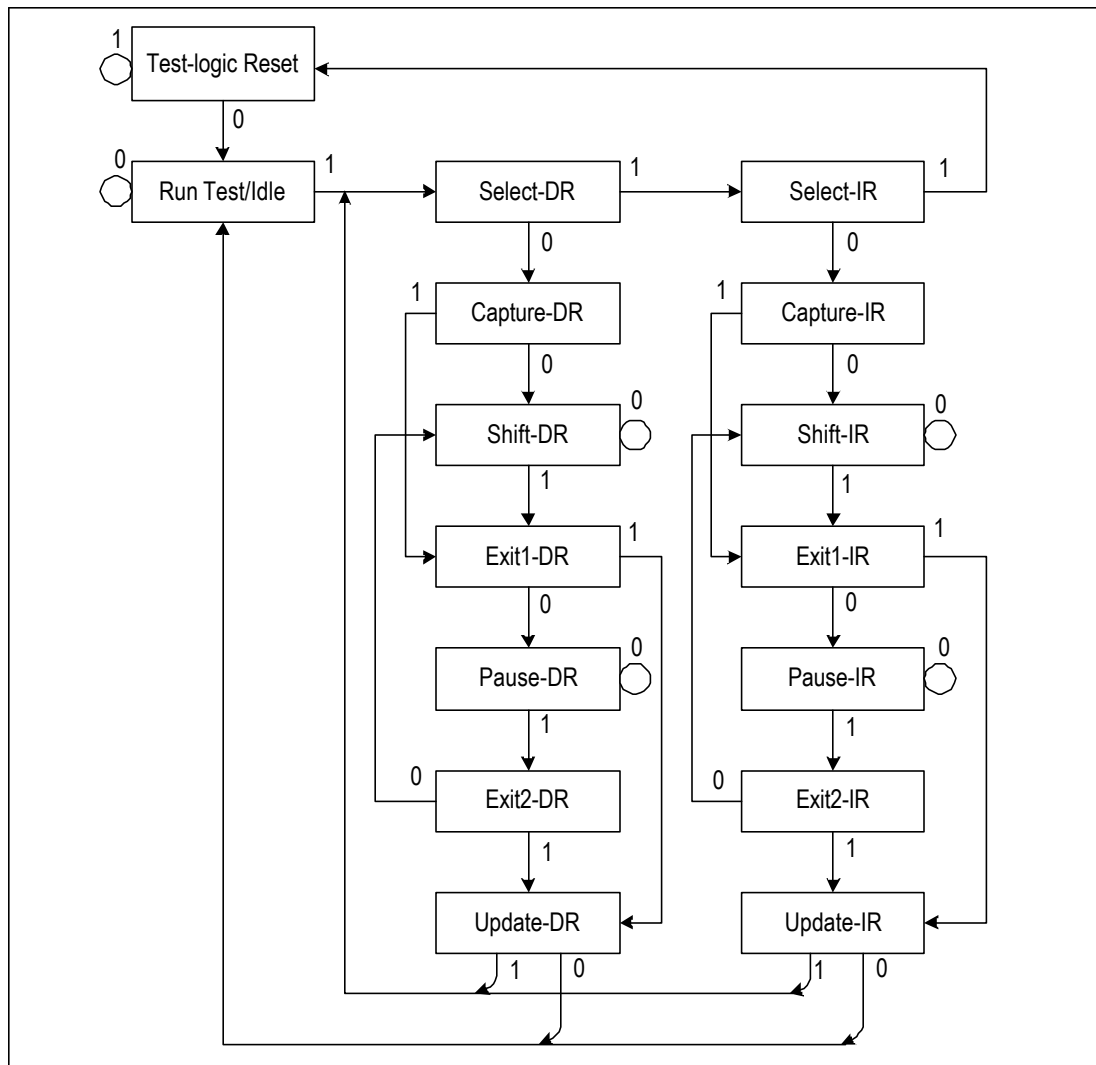 1
Test-logic Reset
0
0
Run Test/Idle
1
Select-DR
1
Select-IR
1
0
0
1
Capture-DR
1
Capture-IR
0
0
Shift-DR
0
Shift-IR
0
1
1
Exit1-DR
1
Exit1-IR
1
0
0
Pause-DR
0
Pause-IR
0
1
1
0
Exit2-DR
0
Exit2-IR
1
1
Update-DR
Update-IR
1
0
1
0